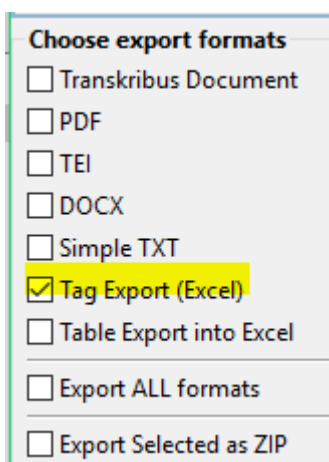 Choose export formats
Transkribus Document
PDF
TEI
DOCX
Simple TXT
Tag Export (Excel)
Table Export into Excel
Export ALL formats
Export Selected as ZIP